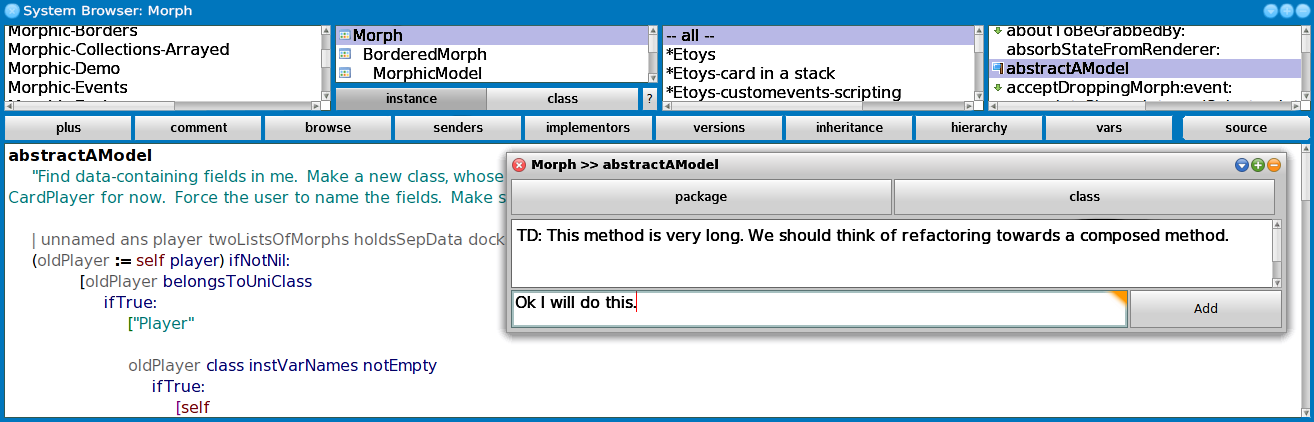 System Browser: Morph
Morphic-Borders
Morphic-Collections-Arrayed
Morphic-Demo
Morphic-Events
Morph
BorderedMorph
MorphicModel
instance
class
?
-- all --
*Etoys
*Etoys-card in a stack
*Etoys-customevents-scripting
aboutToBeGrabbedBy:
absorbStateFromRenderer:
abstractAModel
acceptDroppingMorph:event:
plus
comment
browse
senders
implementors
versions
inheritance
hierarchy
vars
source
abstractAModel
"Find data-containing fields in me.  Make a new class, whose
CardPlayer for now.  Force the user to name the fields.  Make s
| unnamed ans player twoListsOfMorphs holdsSepData dock
(oldPlayer := self player) ifNotNil:
[oldPlayer belongsToUniClass
ifTrue:
["Player"
oldPlayer class instVarNames notEmpty
ifTrue:
[self
Morph >> abstractAModel
package
class
TD: This method is very long. We should think of refactoring towards a composed method.
Ok I will do this.
Add